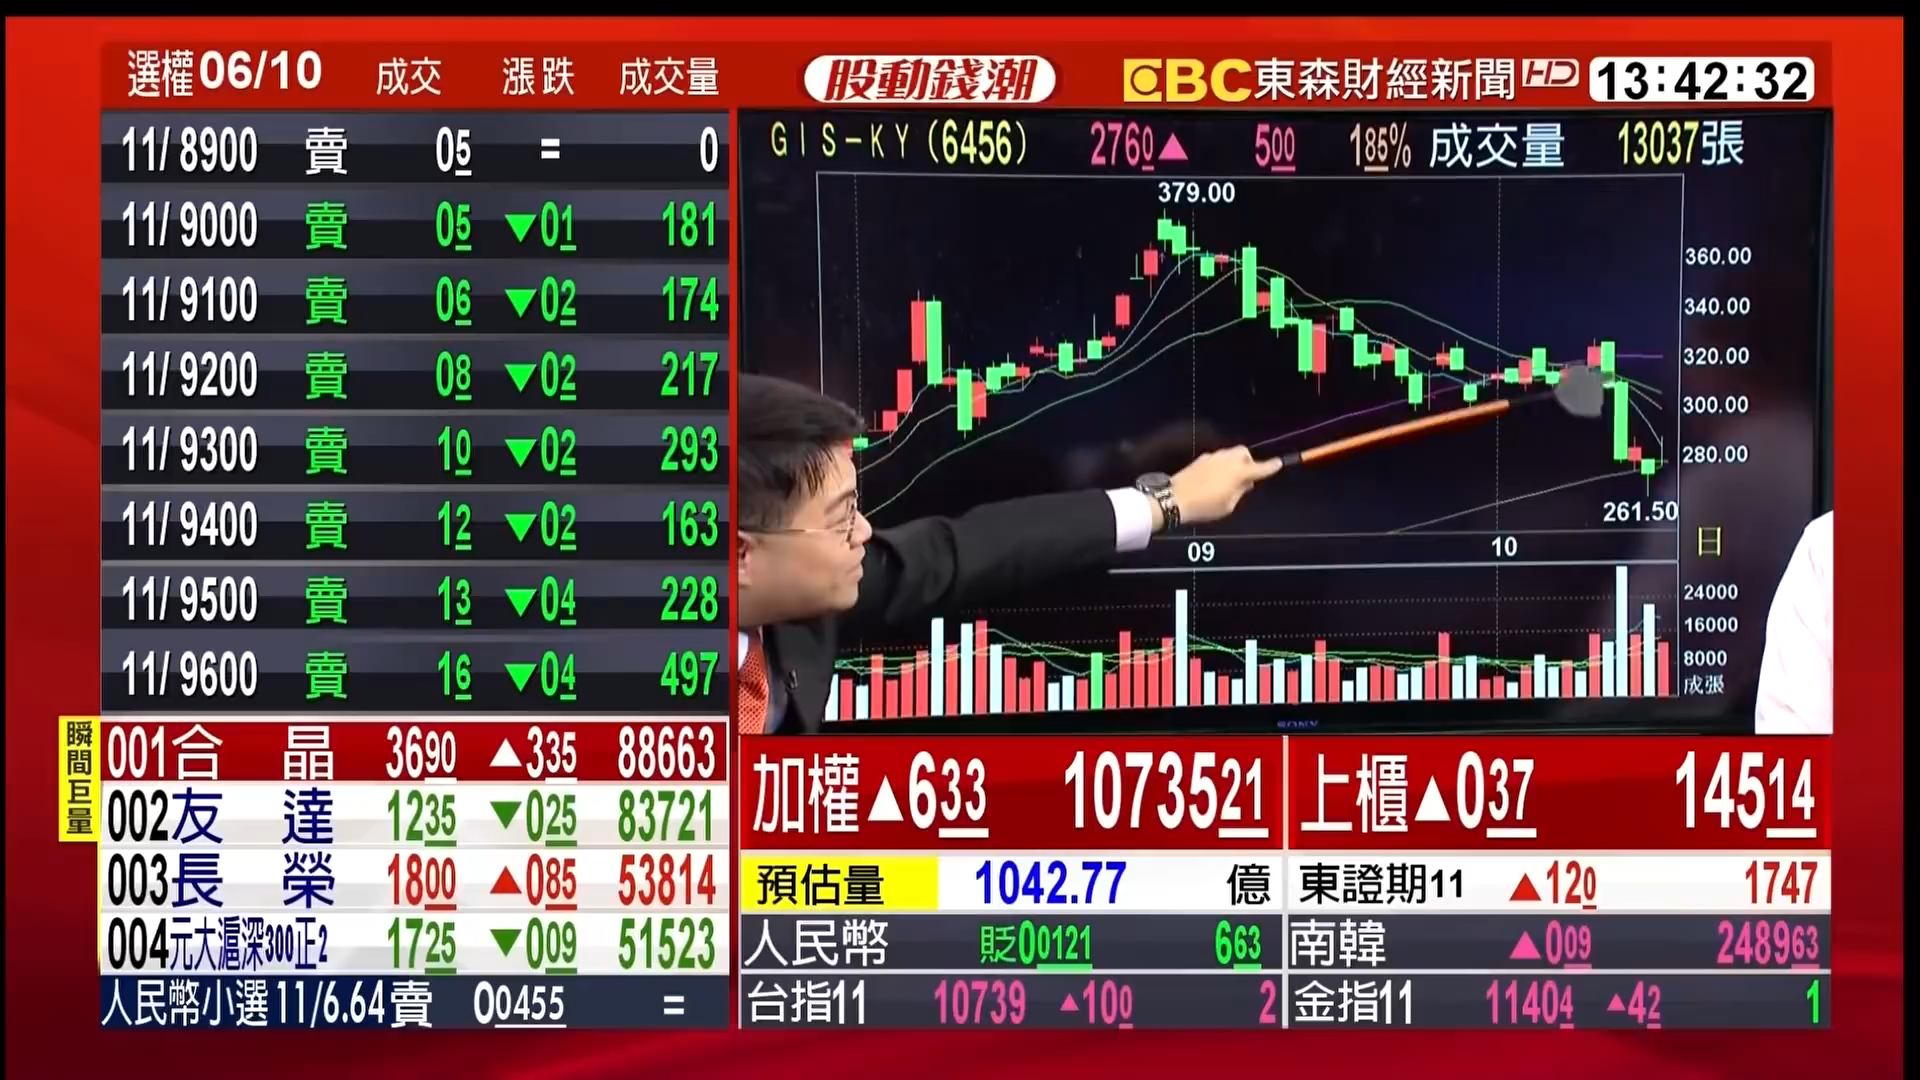 選權06/10 成交 漲跌 成交量
11/ 8900 賣 05 = 0
11/ 9000 賣 05 ▼01 181
11/ 9100 賣 06 ▼02 174
11/ 9200 賣 08 ▼02 217
11/ 9300 賣 10 ▼02 293
11/ 9400 賣 12 ▼02 163
11/ 9500 賣 13 ▼04 228
11/ 9600 賣 16 ▼04 497
瞬間巨量
001合晶 3690 ▲335 88663
002友達 1235 ▼025 83721
003長榮 1800 ▲085 53814
004元大滬深300正2 1725 ▼009 51523
人民幣小選11/6.64賣 00455 =
股動錢潮
EBC東森財經新聞HD 13:42:32
GIS-KY(6456) 2760▲ 500 185% 成交量 13037張
379.00
360.00
340.00
320.00
300.00
280.00
261.50
09 10 日
24000
16000
8000
成張
SONY
加權▲633 1073521
上櫃▲037 14514
預估量 1042.77 億
東證期11 ▲120 1747
人民幣 貶00121 663
南韓 ▲009 248963
台指11 10739 ▲100 2
金指11 11404 ▲42 1